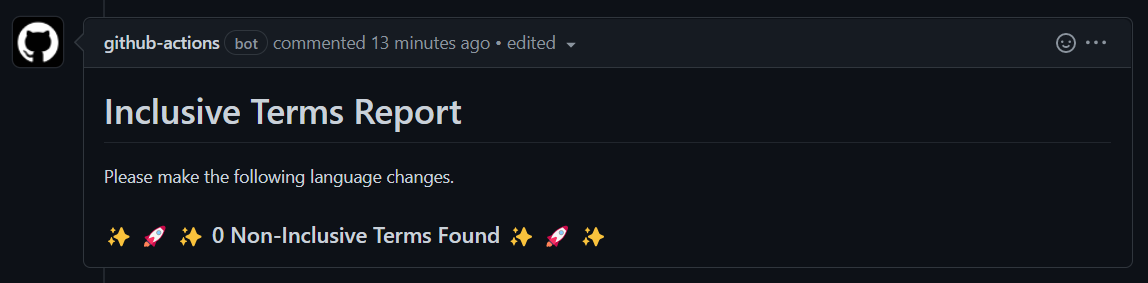 github-actions bot commented 13 minutes ago • edited
Inclusive Terms Report
Please make the following language changes.
✨ 🚀 ✨ 0 Non-Inclusive Terms Found ✨ 🚀 ✨